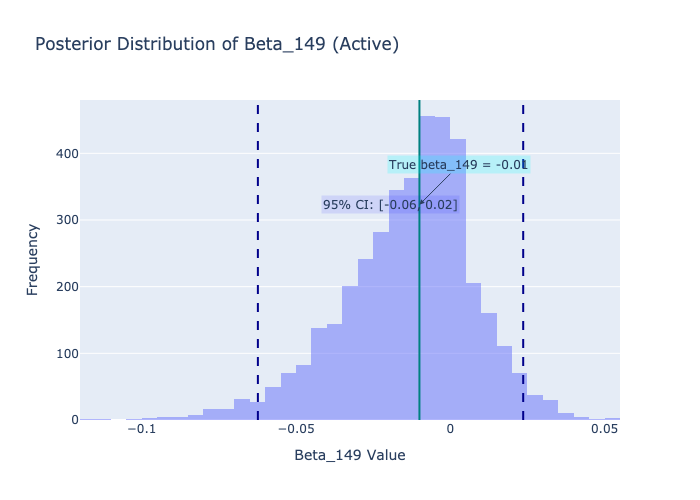 Posterior Distribution of Beta_149 (Active)
True beta_149 = -0.01
95% CI: [-0.06, 0.02]
Frequency
400
300
200
100
0
−0.1
−0.05
0
0.05
Beta_149 Value